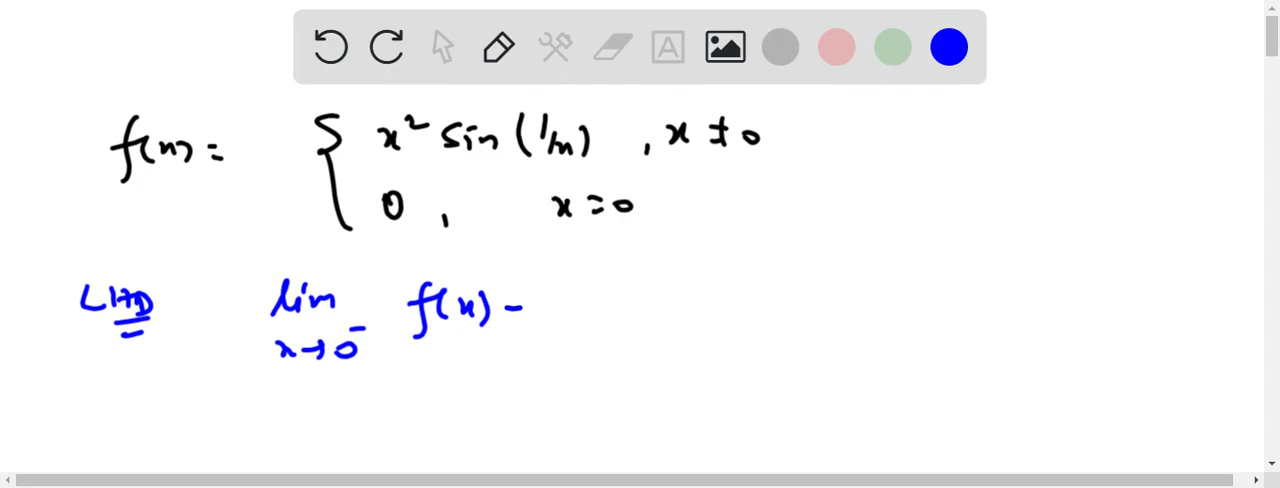 f(x) = { x² sin (1/x) , x ≠ 0
0 , x = 0
LHD lim x→0⁻ f(x) -